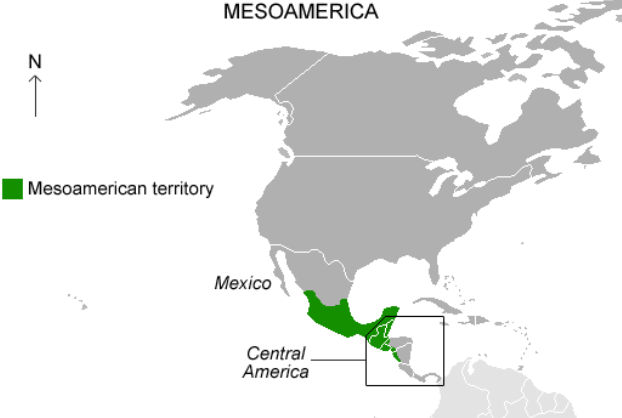 MESOAMERICA
N
Mesoamerican territory
Mexico
Central
America